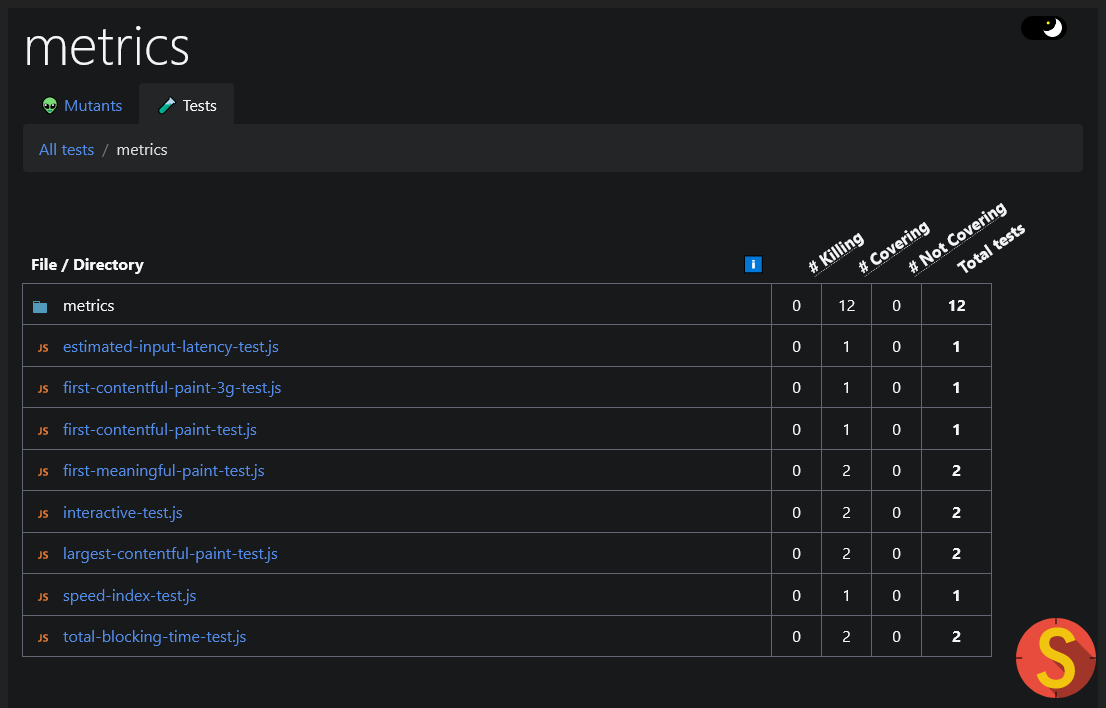 metrics
Mutants
Tests
All tests / metrics
File / Directory i # Killing # Covering # Not Covering Total tests
metrics 0 12 0 12
JS estimated-input-latency-test.js 0 1 0 1
JS first-contentful-paint-3g-test.js 0 1 0 1
JS first-contentful-paint-test.js 0 1 0 1
JS first-meaningful-paint-test.js 0 2 0 2
JS interactive-test.js 0 2 0 2
JS largest-contentful-paint-test.js 0 2 0 2
JS speed-index-test.js 0 1 0 1
JS total-blocking-time-test.js 0 2 0 2
S